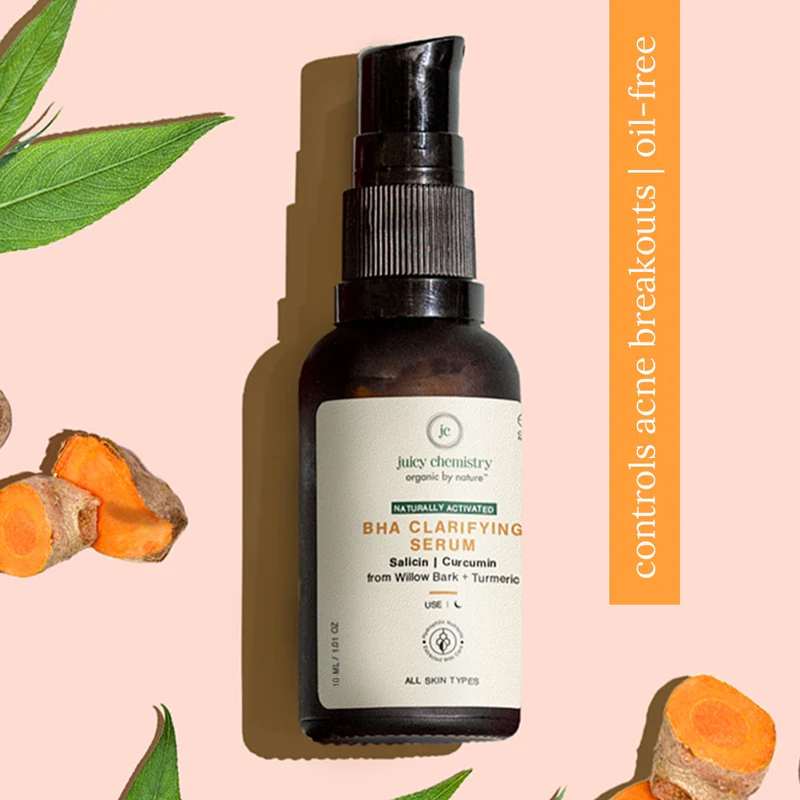 jc
juicy chemistry
organic by nature™
NATURALLY ACTIVATED
BHA CLARIFYING
SERUM
Salicin | Curcumin
from Willow Bark + Turmeric
USE :
ALL SKIN TYPES
10 ML / 1.01 OZ
controls acne breakouts | oil-free